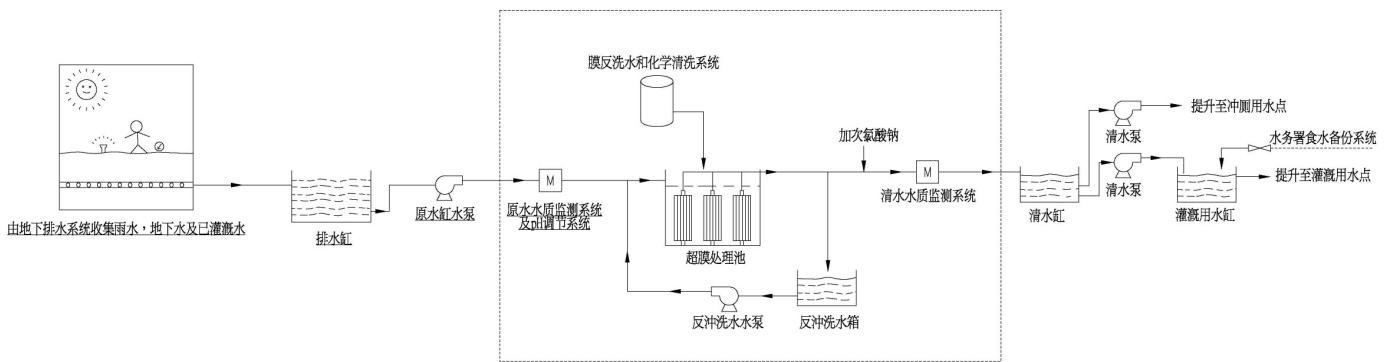 由地下排水系统收集雨水，地下水及已灌溉水
排水缸
原水缸水泵
M
原水水质监测系统
及pH调节系统
膜反洗水和化学清洗系统
超膜处理池
反冲洗水水泵
反冲洗水箱
加次氯酸钠
M
清水水质监测系统
清水缸
清水泵
提升至冲厕用水点
清水泵
水务署食水备份系统
灌溉用水缸
提升至灌溉用水点